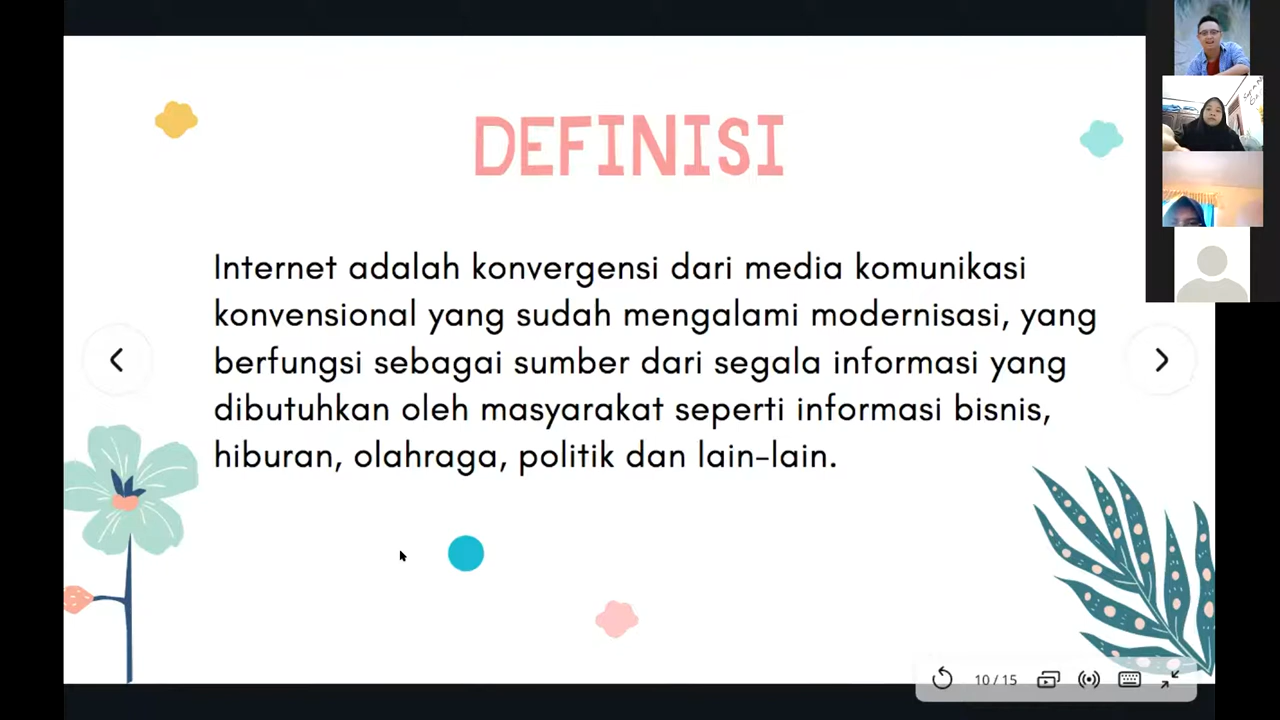 DEFINISI
Internet adalah konvergensi dari media komunikasi
konvensional yang sudah mengalami modernisasi, yang
berfungsi sebagai sumber dari segala informasi yang
dibutuhkan oleh masyarakat seperti informasi bisnis,
hiburan, olahraga, politik dan lain-lain.
10 / 15